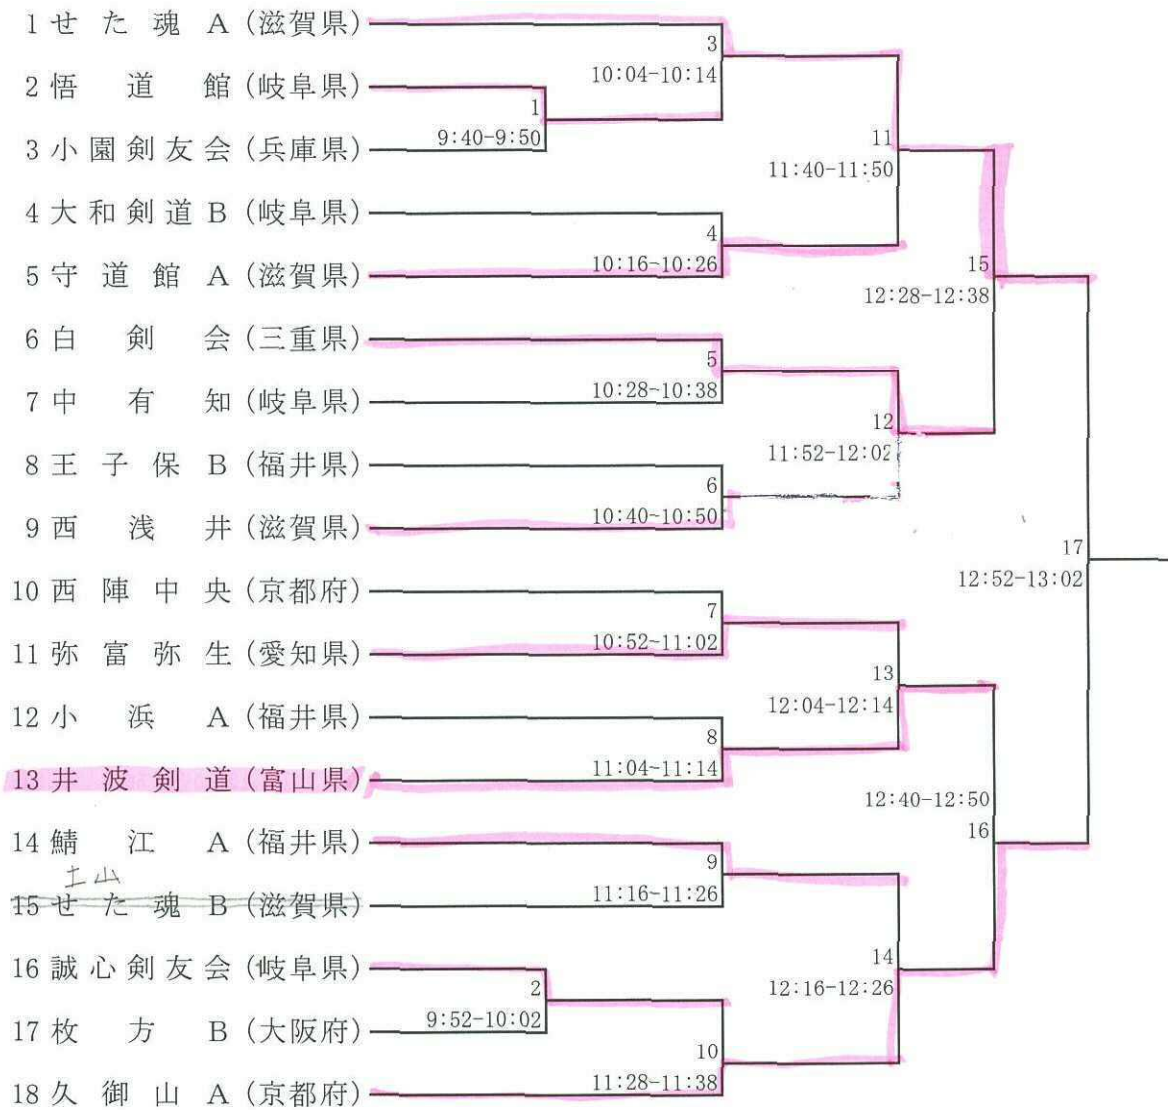 1 せた魂A (滋賀県)
3
10:04-10:14
2 悟道館 (岐阜県)
1
9:40-9:50
3 小園剣友会 (兵庫県)
11
11:40-11:50
4 大和剣道B (岐阜県)
4
10:16-10:26
5 守道館A (滋賀県)
15
12:28-12:38
6 白剣会 (三重県)
5
10:28-10:38
7 中有知 (岐阜県)
12
11:52-12:02
8 王子保B (福井県)
6
10:40-10:50
9 西浅井 (滋賀県)
17
12:52-13:02
10 西陣中央 (京都府)
7
10:52-11:02
11 弥富弥生 (愛知県)
13
12:04-12:14
12 小浜A (福井県)
8
11:04-11:14
13 井波剣道 (富山県)
12:40-12:50
16
14 鯖江A (福井県)
9
11:16-11:26
土山
15 せた魂B (滋賀県)
16 誠心剣友会 (岐阜県)
14
12:16-12:26
2
9:52-10:02
17 枚方B (大阪府)
10
11:28-11:38
18 久御山A (京都府)